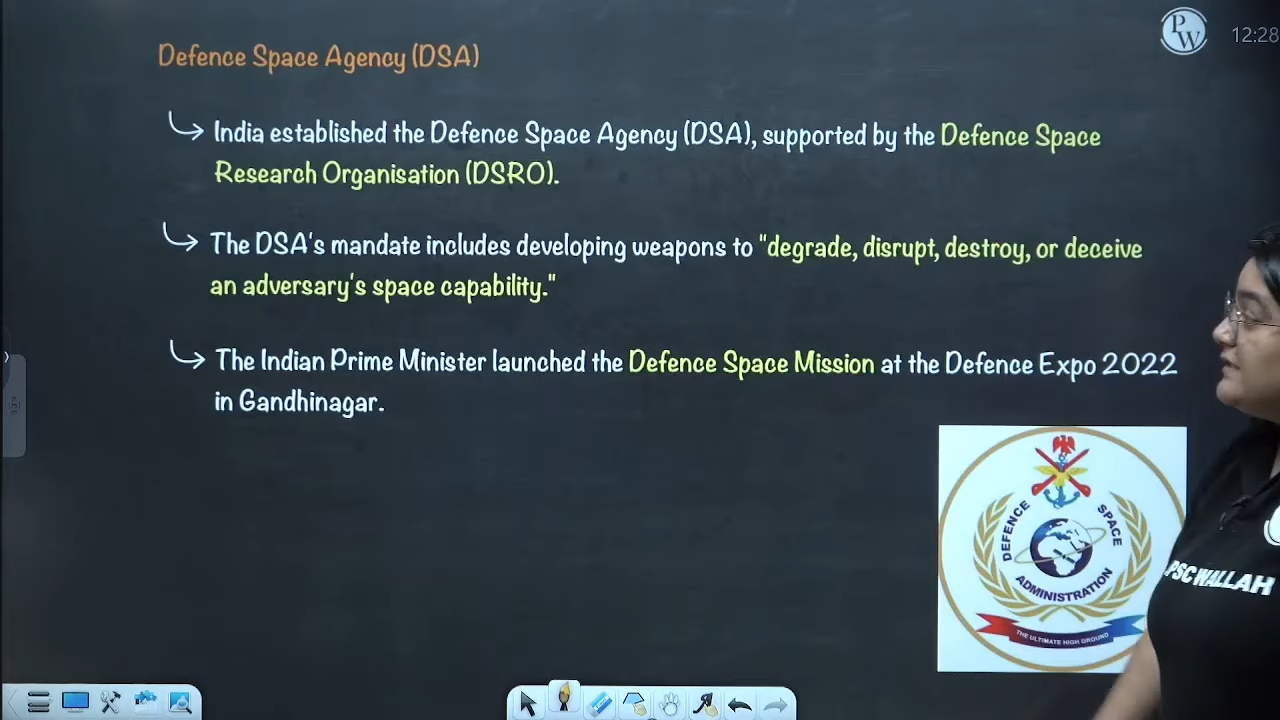 Defence Space Agency (DSA)
PW
12:28
India established the Defence Space Agency (DSA), supported by the Defence Space
Research Organisation (DSRO).
The DSA's mandate includes developing weapons to "degrade, disrupt, destroy, or deceive
an adversary's space capability."
The Indian Prime Minister launched the Defence Space Mission at the Defence Expo 2022
in Gandhinagar.
DEFENCE SPACE
ADMINISTRATION
THE ULTIMATE HIGH GROUND
PSC WALLAH